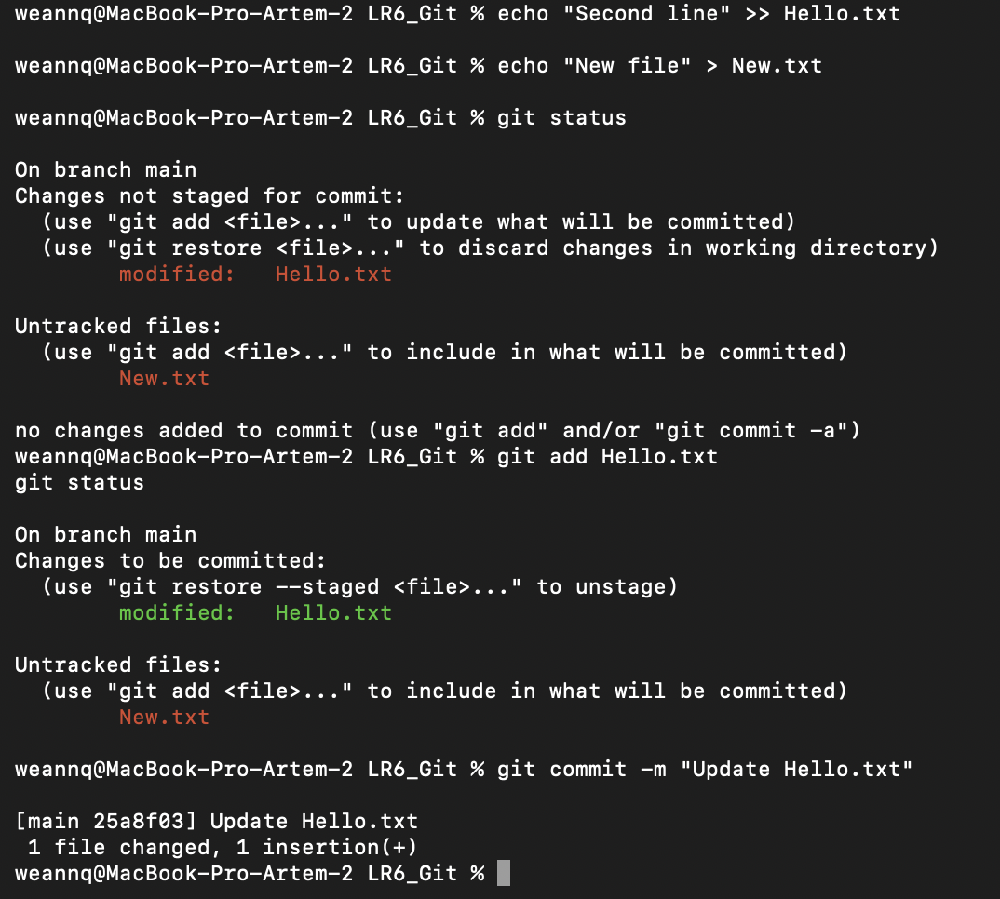 weannq@MacBook-Pro-Artem-2 LR6_Git % echo "Second line" >> Hello.txt
weannq@MacBook-Pro-Artem-2 LR6_Git % echo "New file" > New.txt
weannq@MacBook-Pro-Artem-2 LR6_Git % git status
On branch main
Changes not staged for commit:
  (use "git add <file>..." to update what will be committed)
  (use "git restore <file>..." to discard changes in working directory)
        modified:   Hello.txt
Untracked files:
  (use "git add <file>..." to include in what will be committed)
        New.txt
no changes added to commit (use "git add" and/or "git commit -a")
weannq@MacBook-Pro-Artem-2 LR6_Git % git add Hello.txt
git status
On branch main
Changes to be committed:
  (use "git restore --staged <file>..." to unstage)
        modified:   Hello.txt
Untracked files:
  (use "git add <file>..." to include in what will be committed)
        New.txt
weannq@MacBook-Pro-Artem-2 LR6_Git % git commit -m "Update Hello.txt"
[main 25a8f03] Update Hello.txt
 1 file changed, 1 insertion(+)
weannq@MacBook-Pro-Artem-2 LR6_Git %